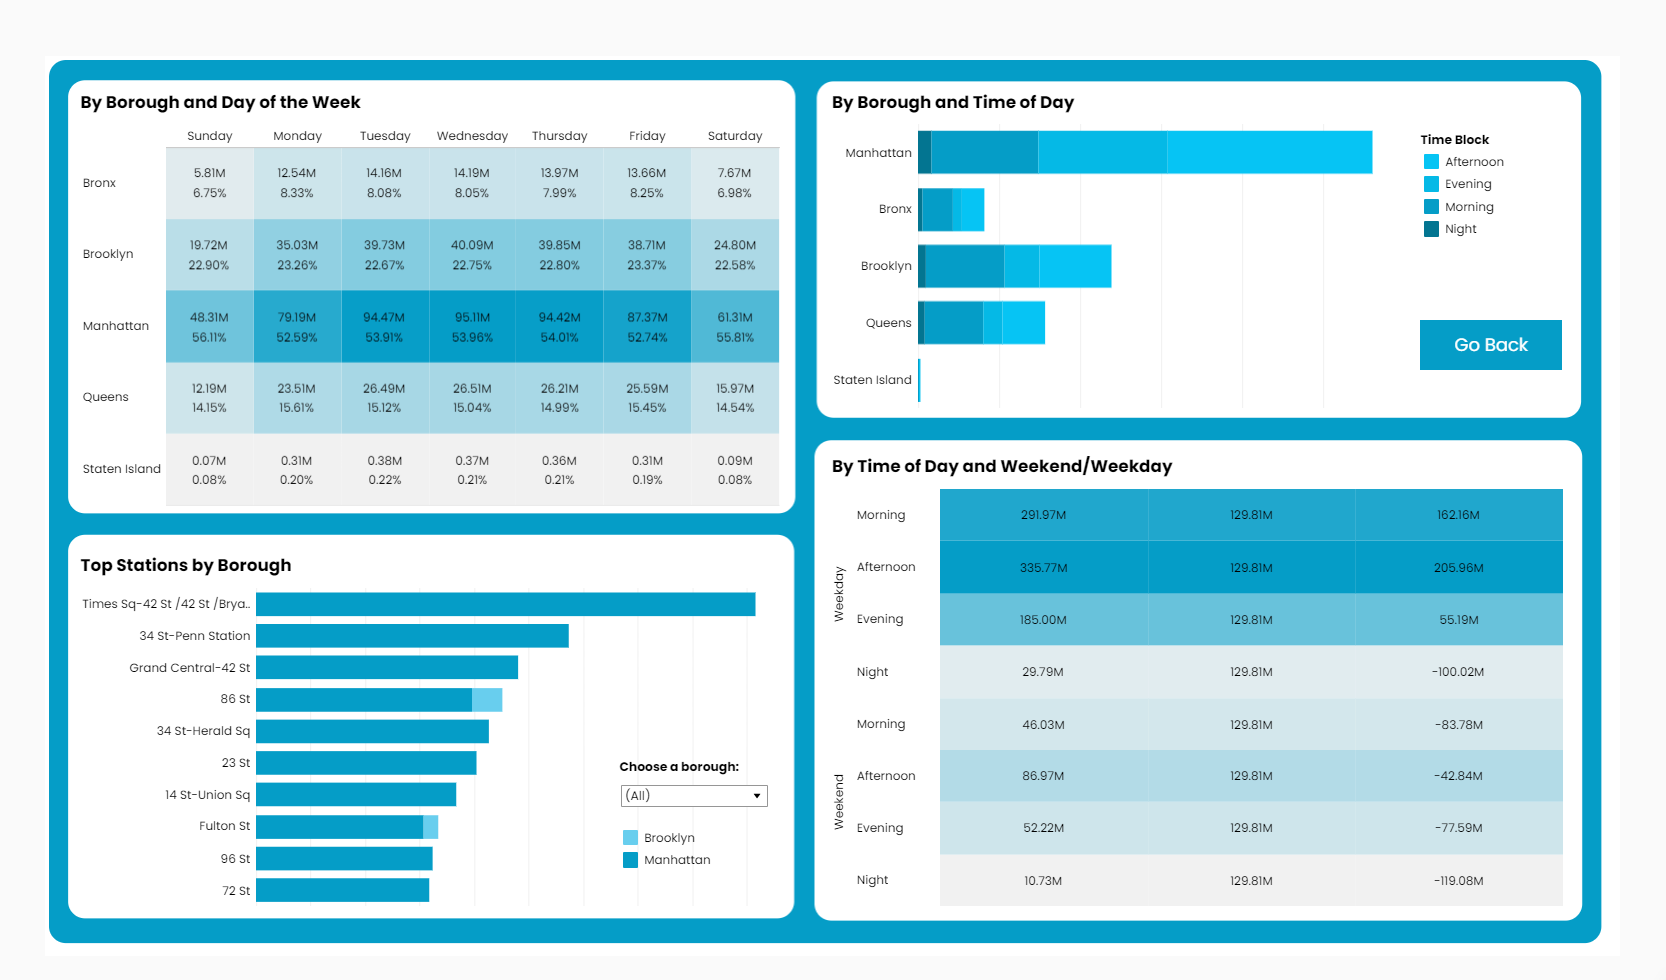 By Borough and Day of the Week
Sunday Monday Tuesday Wednesday Thursday Friday Saturday
Bronx
5.81M 12.54M 14.16M 14.19M 13.97M 13.66M 7.67M
6.75% 8.33% 8.08% 8.05% 7.99% 8.25% 6.98%
Brooklyn
19.72M 35.03M 39.73M 40.09M 39.85M 38.71M 24.80M
22.90% 23.26% 22.67% 22.75% 22.80% 23.37% 22.58%
Manhattan
48.31M 79.19M 94.47M 95.11M 94.42M 87.37M 61.31M
56.11% 52.59% 53.91% 53.96% 54.01% 52.74% 55.81%
Queens
12.19M 23.51M 26.49M 26.51M 26.21M 25.59M 15.97M
14.15% 15.61% 15.12% 15.04% 14.99% 15.45% 14.54%
Staten Island
0.07M 0.31M 0.38M 0.37M 0.36M 0.31M 0.09M
0.08% 0.20% 0.22% 0.21% 0.21% 0.19% 0.08%
By Borough and Time of Day
Manhattan
Bronx
Brooklyn
Queens
Staten Island
Time Block
Afternoon
Evening
Morning
Night
Go Back
Top Stations by Borough
Times Sq-42 St /42 St /Brya..
34 St-Penn Station
Grand Central-42 St
86 St
34 St-Herald Sq
23 St
14 St-Union Sq
Fulton St
96 St
72 St
Choose a borough:
(All)
Brooklyn
Manhattan
By Time of Day and Weekend/Weekday
Weekday
Morning 291.97M 129.81M 162.16M
Afternoon 335.77M 129.81M 205.96M
Evening 185.00M 129.81M 55.19M
Night 29.79M 129.81M -100.02M
Weekend
Morning 46.03M 129.81M -83.78M
Afternoon 86.97M 129.81M -42.84M
Evening 52.22M 129.81M -77.59M
Night 10.73M 129.81M -119.08M